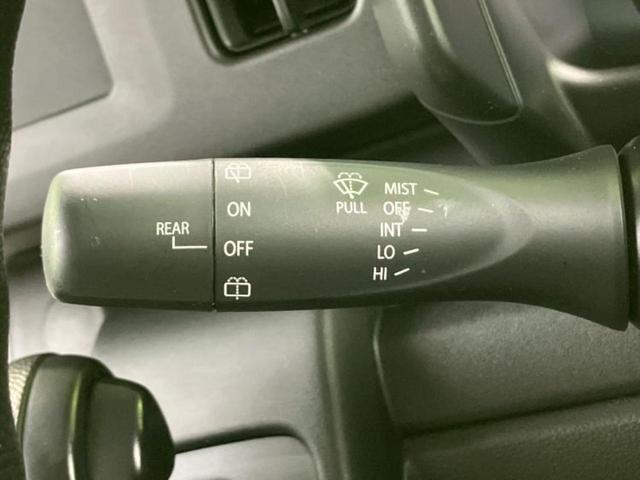 REAR
ON
OFF
PULL
MIST
OFF
INT
LO
HI